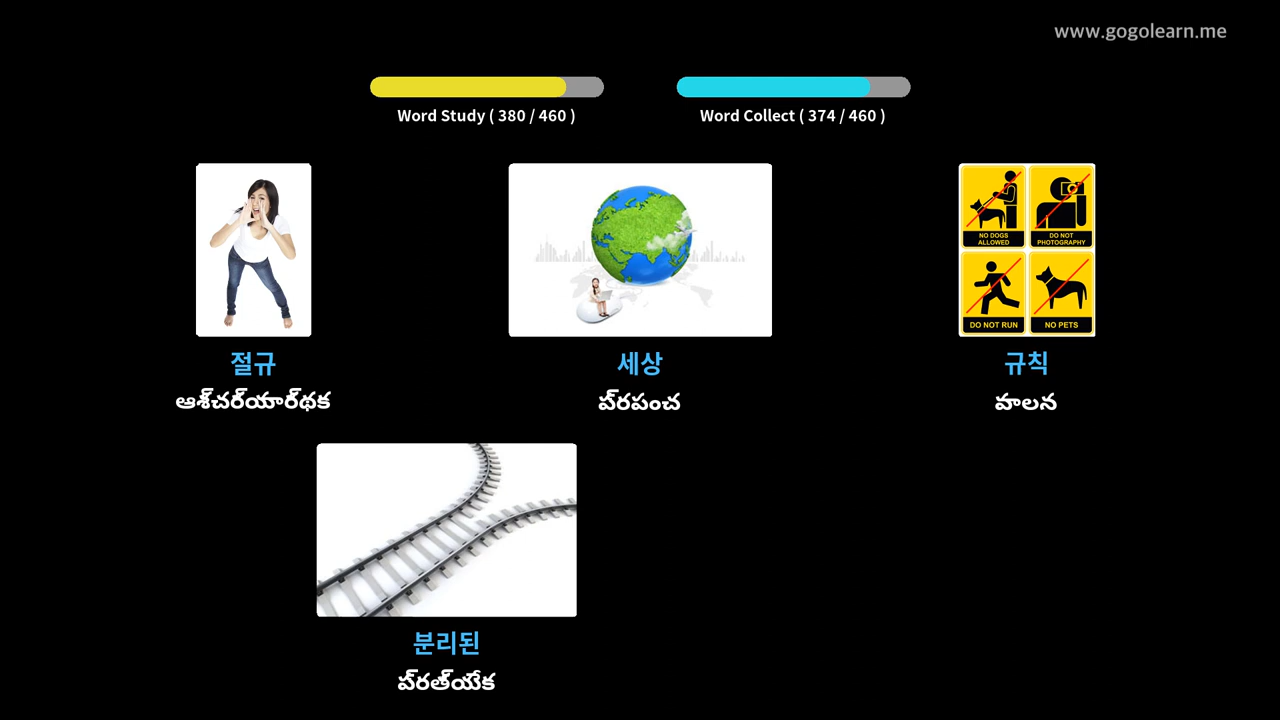 www.gogolearn.me
Word Study ( 380 / 460 )
Word Collect ( 374 / 460 )
NO DOGS ALLOWED
DO NOT PHOTOGRAPHY
DO NOT RUN
NO PETS
절규
세상
규칙
ఆశ్చర్యార్థక
ప్రపంచ
పాలన
분리된
ప్రత్యేక